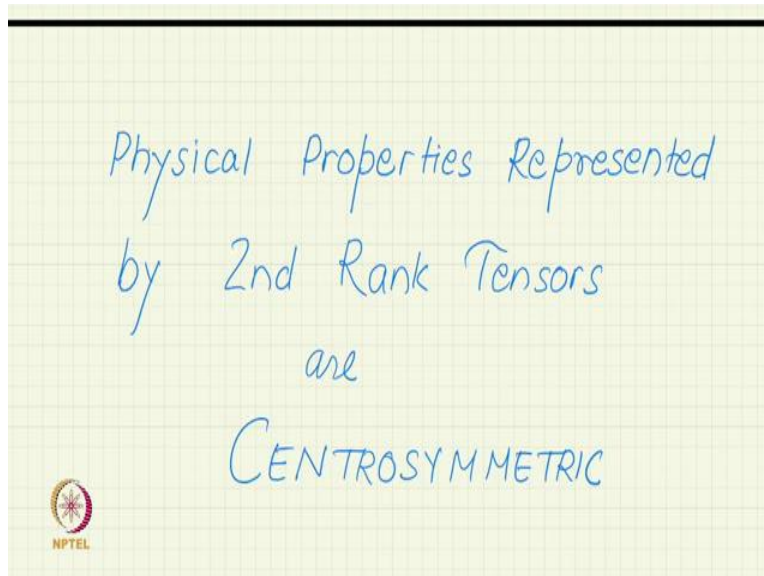 Physical Properties Represented
by 2nd Rank Tensors
are
CENTROSYMMETRIC
NPTEL